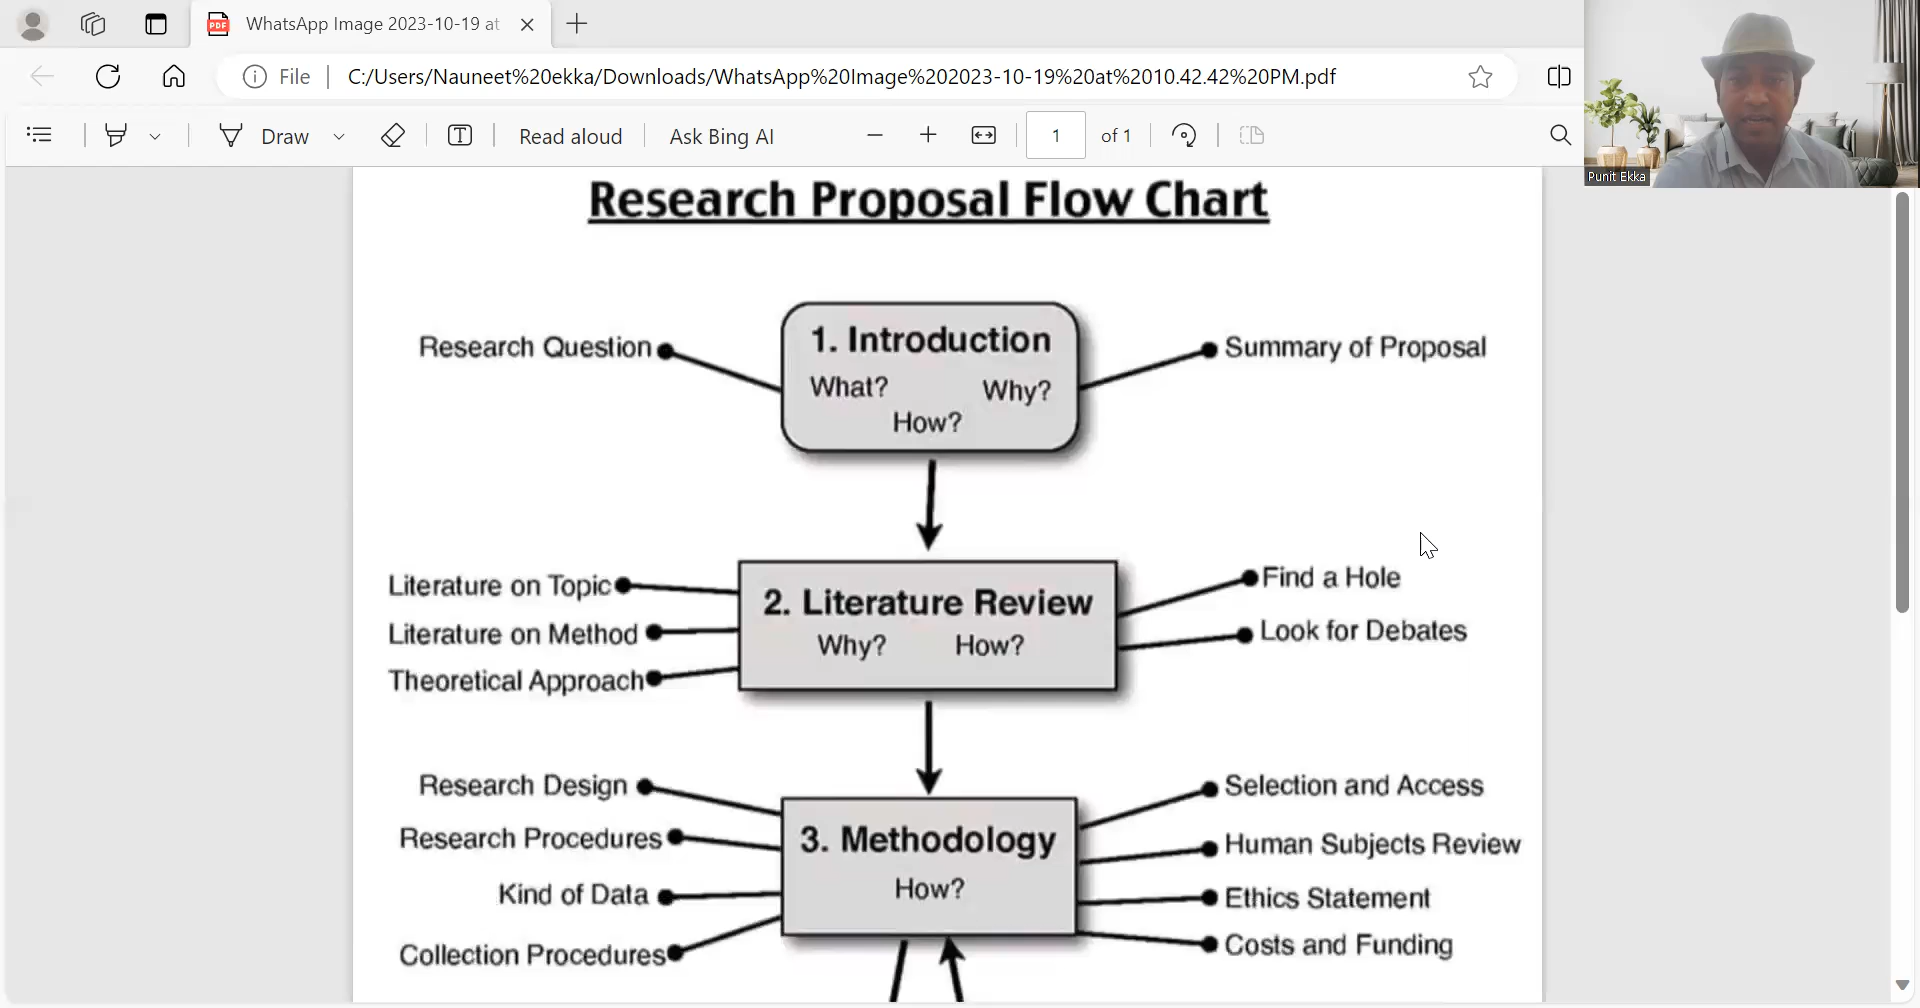 WhatsApp Image 2023-10-19 at
File
C:/Users/Nauneet%20ekka/Downloads/WhatsApp%20Image%202023-10-19%20at%2010.42.42%20PM.pdf
Draw
Read aloud
Ask Bing AI
1
of 1
PDF
Punit Ekka
Research Proposal Flow Chart
Research Question
1. Introduction
What?
Why?
How?
Summary of Proposal
Literature on Topic
Literature on Method
Theoretical Approach
2. Literature Review
Why?
How?
Find a Hole
Look for Debates
Research Design
Research Procedures
Kind of Data
Collection Procedures
3. Methodology
How?
Selection and Access
Human Subjects Review
Ethics Statement
Costs and Funding